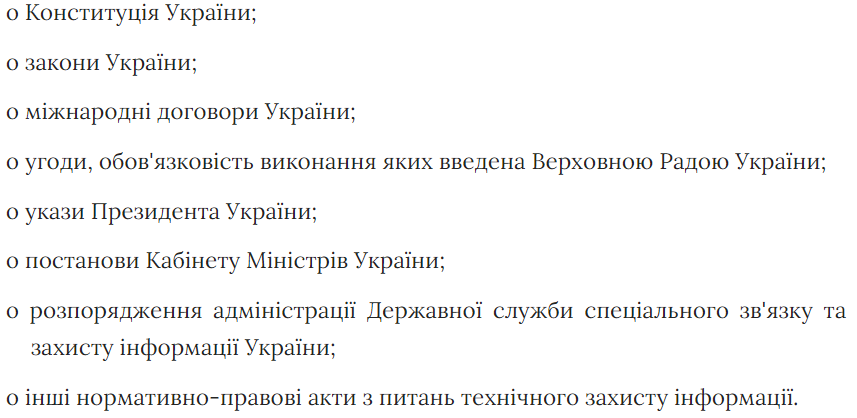 о Конституція України;
о закони України;
о міжнародні договори України;
о угоди, обов'язковість виконання яких введена Верховною Радою України;
о укази Президента України;
о постанови Кабінету Міністрів України;
о розпорядження адміністрації Державної служби спеціального зв'язку та
захисту інформації України;
о інші нормативно-правові акти з питань технічного захисту інформації.